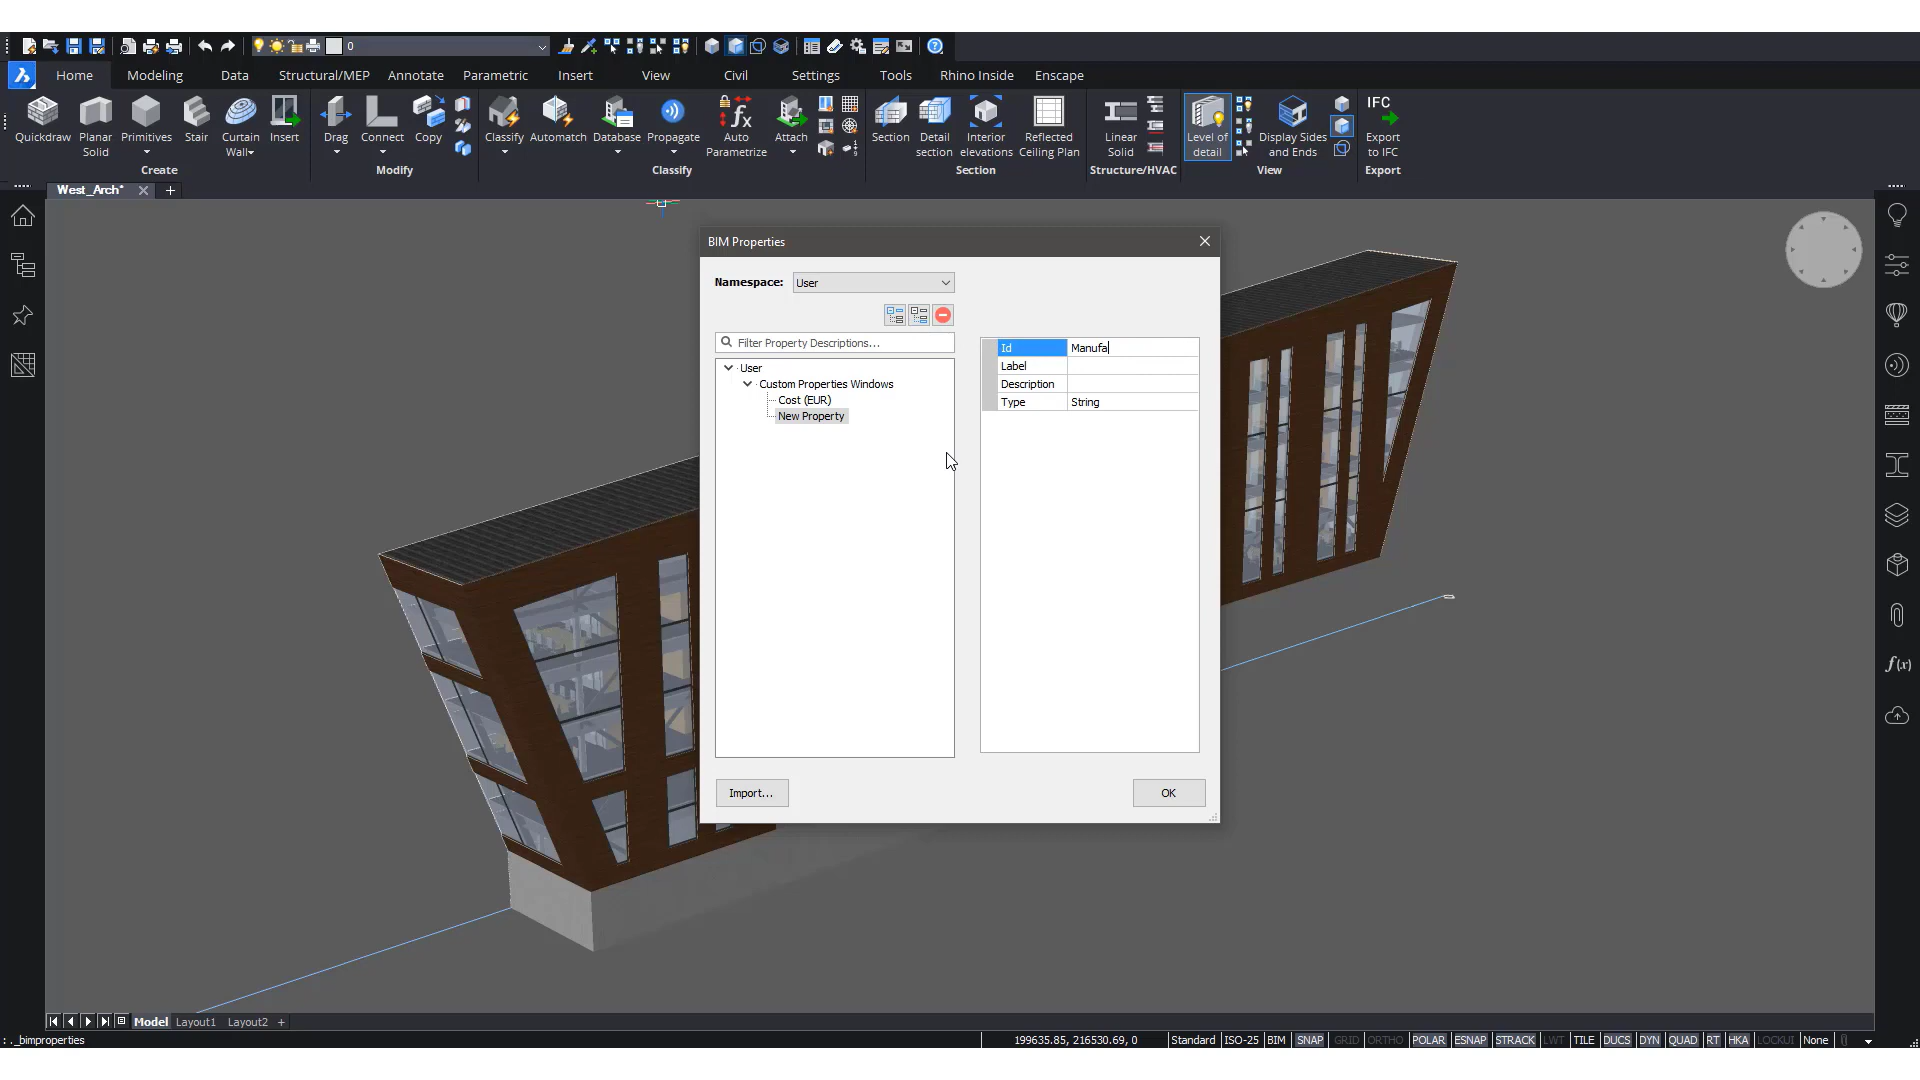 0
Home Modeling Data Structural/MEP Annotate Parametric Insert View Civil Settings Tools Rhino Inside Enscape
Quickdraw Planar Solid Primitives Stair Curtain Wall Insert
Create
Drag Connect Copy
Modify
Classify Automatch Database Propagate Auto Parametrize Attach
Classify
Section Detail section Interior elevations Reflected Ceiling Plan
Section
Linear Solid
Structure/HVAC
Level of detail Display Sides and Ends
View
IFC
Export to IFC
Export
West_Arch* +
BIM Properties
Namespace: User
Filter Property Descriptions...
User
Custom Properties Windows
Cost (EUR)
New Property
Id Manufa
Label
Description
Type String
Import... OK
f(x)
Model Layout1 Layout2 +
: ._bimproperties
199635.85, 216530.69, 0 Standard ISO-25 BIM SNAP GRID ORTHO POLAR ESNAP STRACK LWT TILE DUCS DYN QUAD RT HKA LOCKUI None